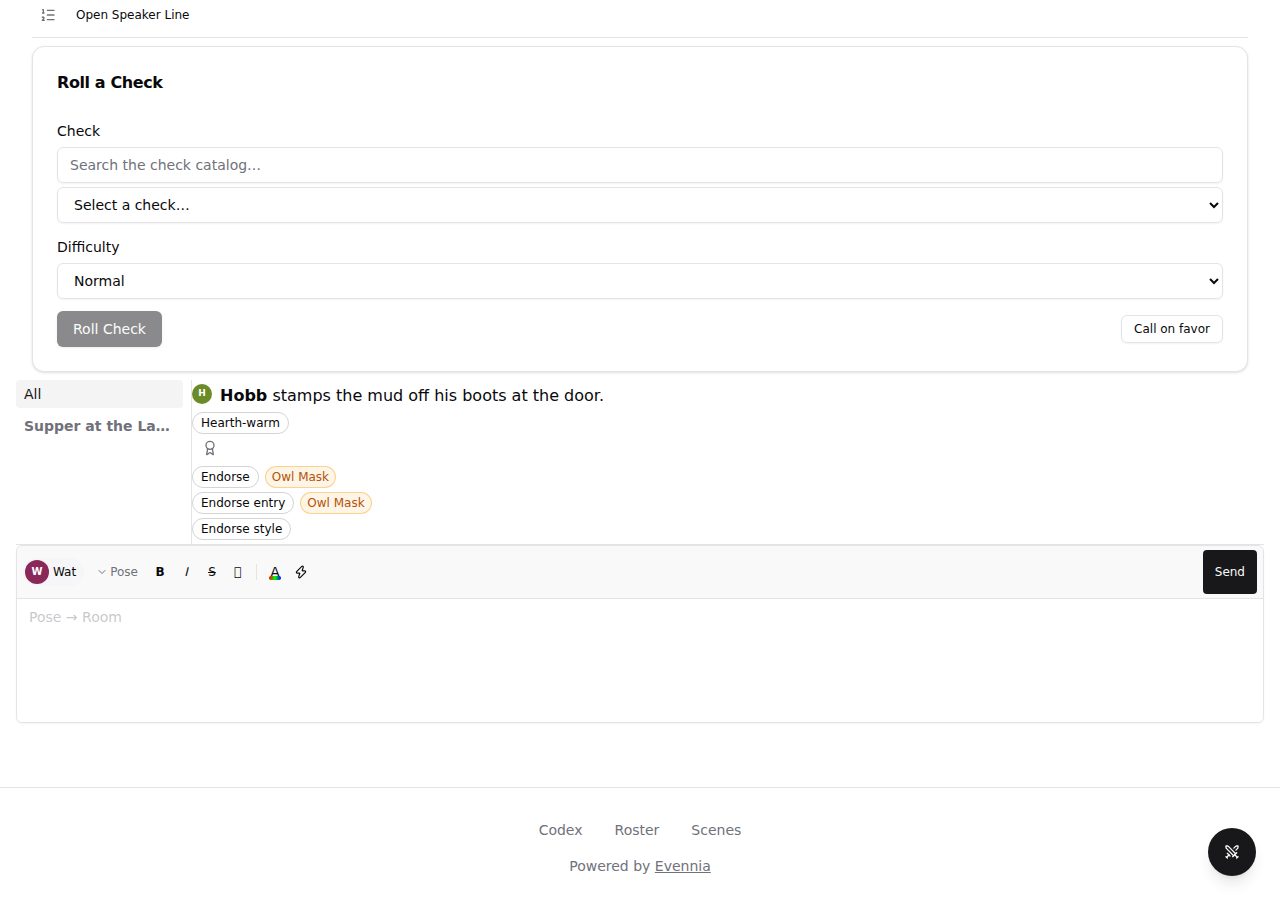 Open Speaker Line
Roll a Check
Check
Search the check catalog…
Select a check…
Difficulty
Normal
Roll Check
Call on favor
All
Supper at the La…
H Hobb stamps the mud off his boots at the door.
Hearth-warm
Endorse Owl Mask
Endorse entry Owl Mask
Endorse style
W Wat Pose B I S A Send
Pose → Room
Codex Roster Scenes
Powered by Evennia